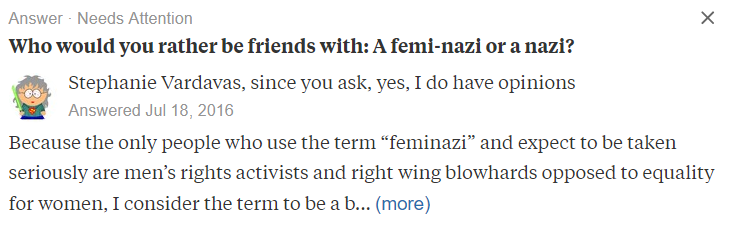 Answer · Needs Attention
Who would you rather be friends with: A femi-nazi or a nazi?
Stephanie Vardavas, since you ask, yes, I do have opinions
Answered Jul 18, 2016
Because the only people who use the term “feminazi” and expect to be taken
seriously are men’s rights activists and right wing blowhards opposed to equality
for women, I consider the term to be a b... (more)